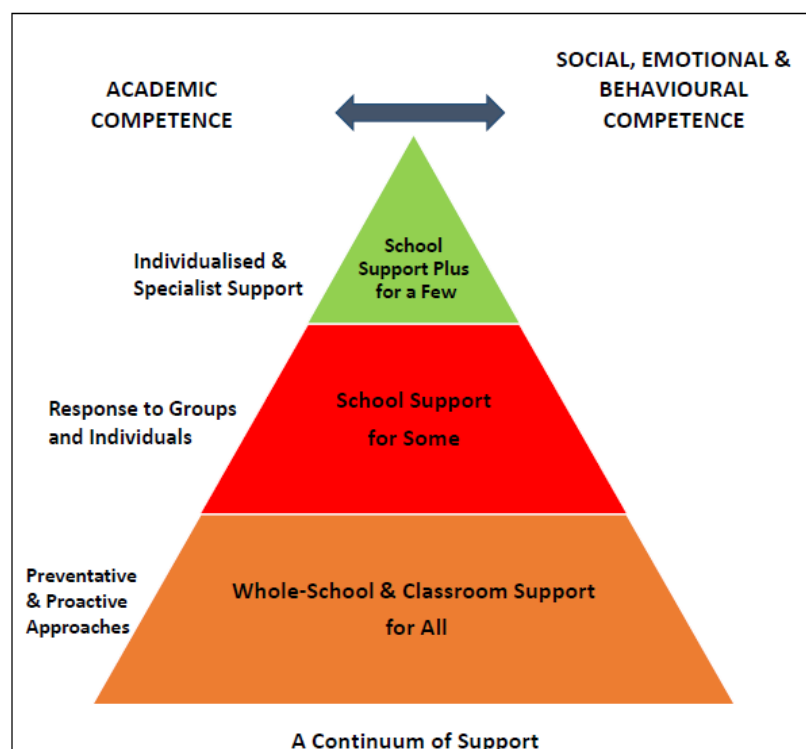 ACADEMIC
COMPETENCE
SOCIAL, EMOTIONAL &
BEHAVIOURAL
COMPETENCE
Individualised &
Specialist Support
School
Support Plus
for a Few
Response to Groups
and Individuals
School Support
for Some
Preventative
& Proactive
Approaches
Whole-School & Classroom Support
for All
A Continuum of Support